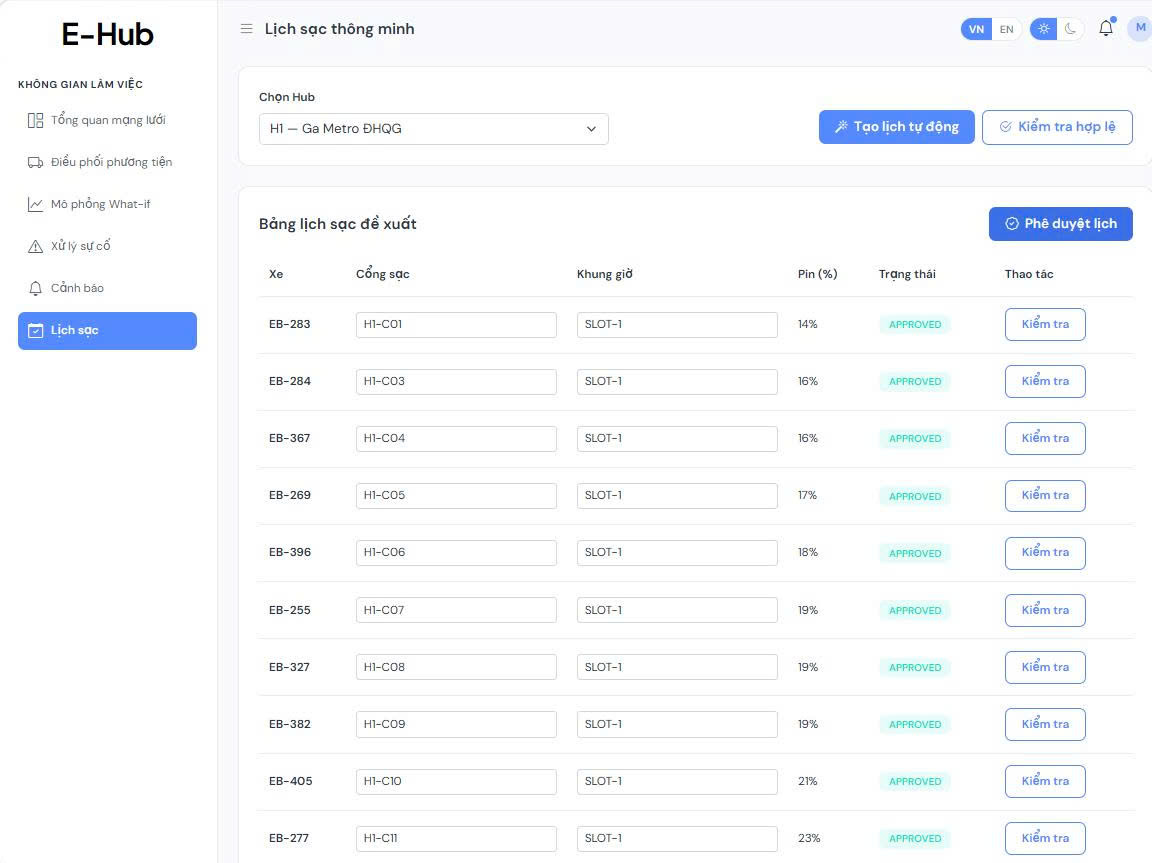 E-Hub
KHÔNG GIAN LÀM VIỆC
Tổng quan mạng lưới
Điều phối phương tiện
Mô phỏng What-if
Xử lý sự cố
Cảnh báo
Lịch sạc
Lịch sạc thông minh
VN EN
M
Chọn Hub
H1 — Ga Metro ĐHQG
Tạo lịch tự động
Kiểm tra hợp lệ
Bảng lịch sạc đề xuất
Phê duyệt lịch
Xe Cổng sạc Khung giờ Pin (%) Trạng thái Thao tác
EB-283 H1-C01 SLOT-1 14% APPROVED Kiểm tra
EB-284 H1-C03 SLOT-1 16% APPROVED Kiểm tra
EB-367 H1-C04 SLOT-1 16% APPROVED Kiểm tra
EB-269 H1-C05 SLOT-1 17% APPROVED Kiểm tra
EB-396 H1-C06 SLOT-1 18% APPROVED Kiểm tra
EB-255 H1-C07 SLOT-1 19% APPROVED Kiểm tra
EB-327 H1-C08 SLOT-1 19% APPROVED Kiểm tra
EB-382 H1-C09 SLOT-1 19% APPROVED Kiểm tra
EB-405 H1-C10 SLOT-1 21% APPROVED Kiểm tra
EB-277 H1-C11 SLOT-1 23% APPROVED Kiểm tra